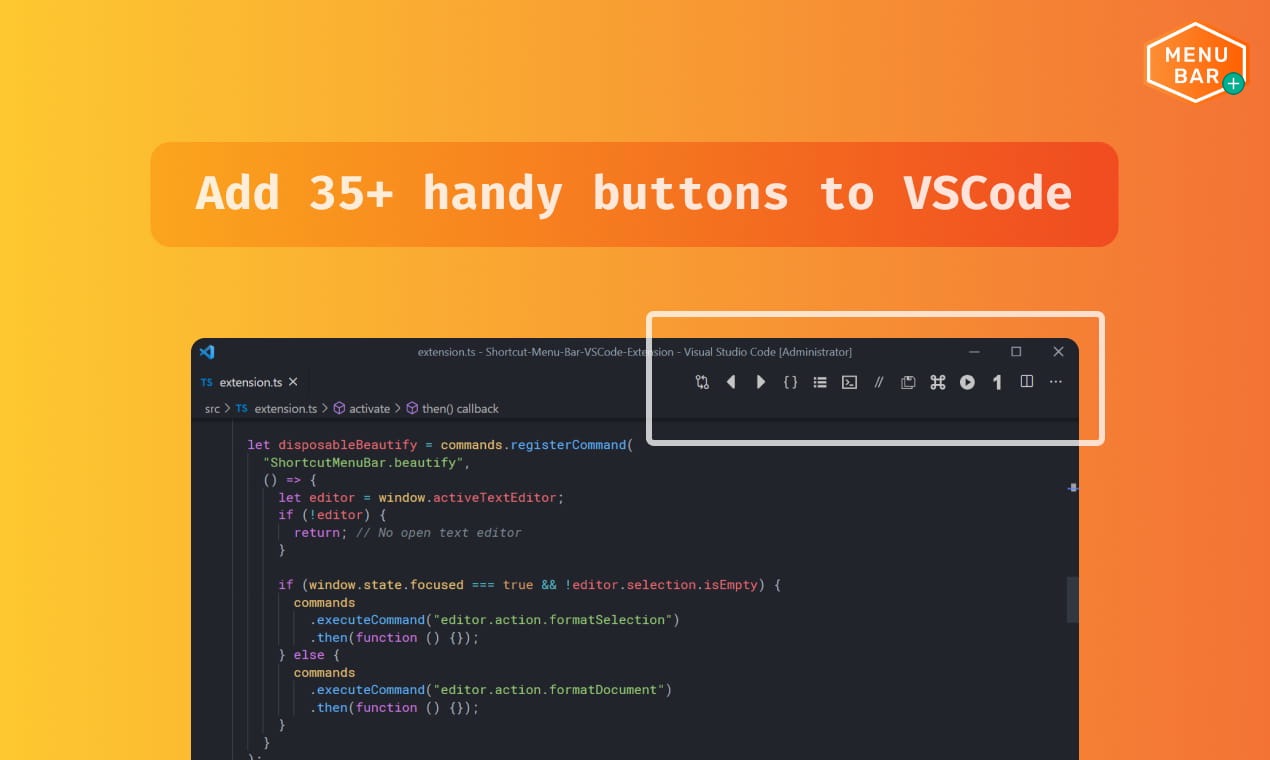 MENU
BAR
Add 35+ handy buttons to VSCode
extension.ts - Shortcut-Menu-Bar-VSCode-Extension - Visual Studio Code [Administrator]
TS extension.ts
src > TS extension.ts > activate > then() callback
let disposableBeautify = commands.registerCommand(
"ShortcutMenuBar.beautify",
() => {
let editor = window.activeTextEditor;
if (!editor) {
return; // No open text editor
}
if (window.state.focused === true && !editor.selection.isEmpty) {
commands
.executeCommand("editor.action.formatSelection")
.then(function () {});
} else {
commands
.executeCommand("editor.action.formatDocument")
.then(function () {});
}
}
);